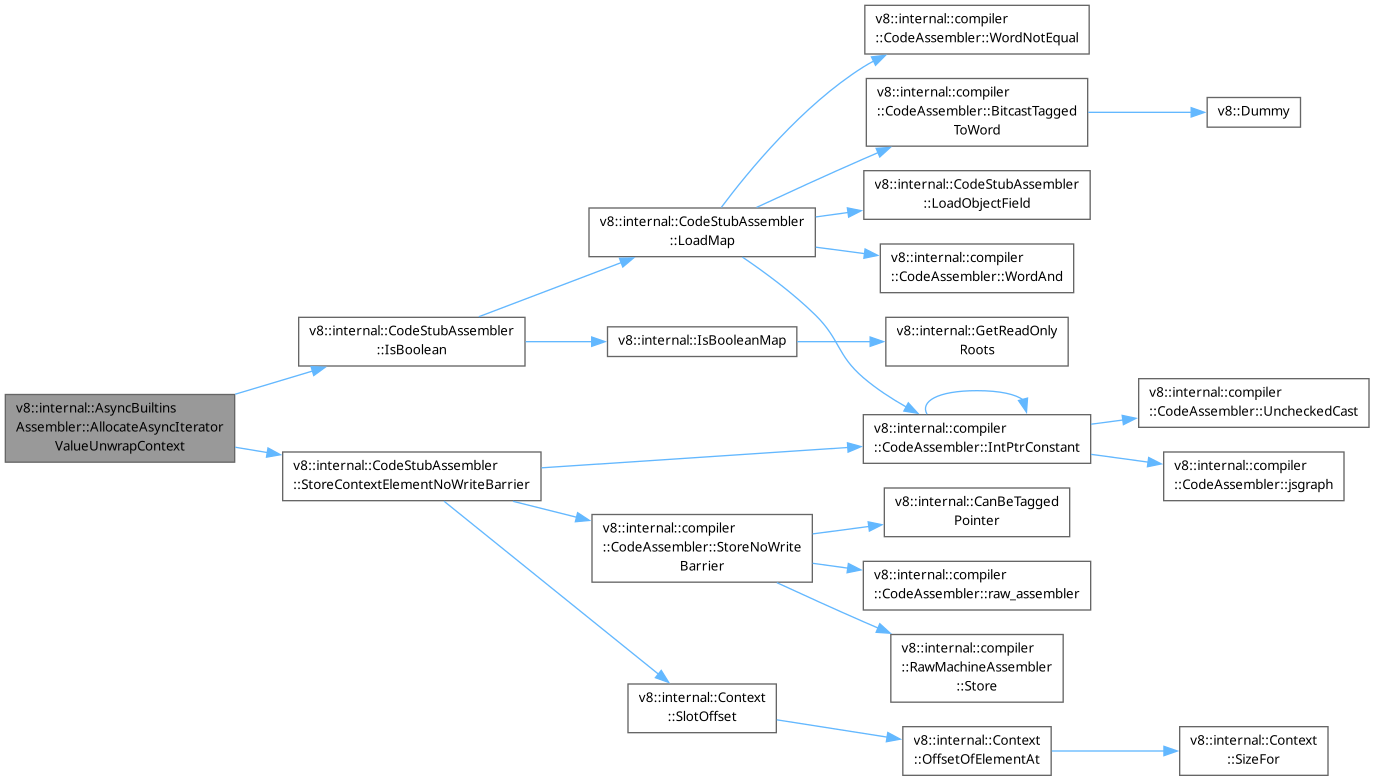 v8::internal::compiler
::CodeAssembler::WordNotEqual
v8::internal::compiler
::CodeAssembler::BitcastTagged
ToWord
v8::Dummy
v8::internal::CodeStubAssembler
::LoadObjectField
v8::internal::CodeStubAssembler
::LoadMap
v8::internal::compiler
::CodeAssembler::WordAnd
v8::internal::CodeStubAssembler
::IsBoolean
v8::internal::IsBooleanMap
v8::internal::GetReadOnly
Roots
v8::internal::AsyncBuiltins
Assembler::AllocateAsyncIterator
ValueUnwrapContext
v8::internal::compiler
::CodeAssembler::UncheckedCast
v8::internal::compiler
::CodeAssembler::IntPtrConstant
v8::internal::CodeStubAssembler
::StoreContextElementNoWriteBarrier
v8::internal::compiler
::CodeAssembler::jsgraph
v8::internal::CanBeTagged
Pointer
v8::internal::compiler
::CodeAssembler::StoreNoWrite
Barrier
v8::internal::compiler
::CodeAssembler::raw_assembler
v8::internal::compiler
::RawMachineAssembler
::Store
v8::internal::Context
::SlotOffset
v8::internal::Context
::OffsetOfElementAt
v8::internal::Context
::SizeFor